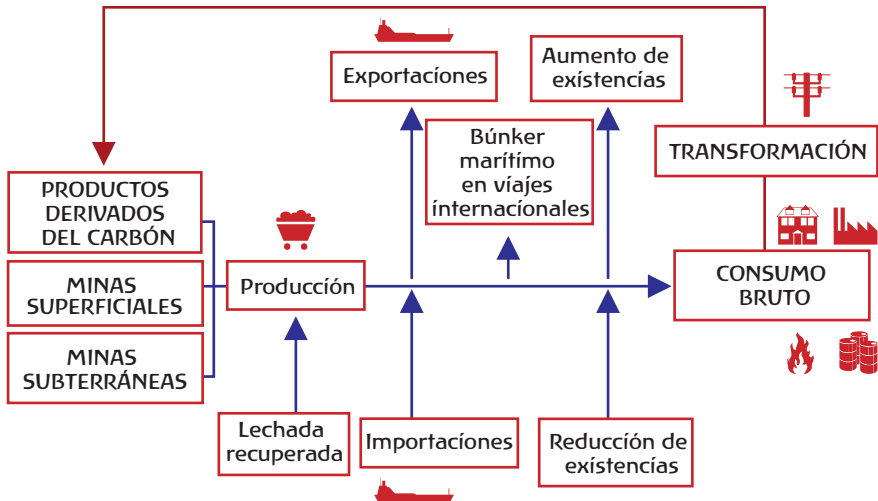 Exportaciones
Aumento de
existencias
Búnker
marítimo
en viajes
internacionales
TRANSFORMACIÓN
PRODUCTOS
DERIVADOS
DEL CARBÓN
MINAS
SUPERFICIALES
MINAS
SUBTERRÁNEAS
Producción
CONSUMO
BRUTO
Lechada
recuperada
Importaciones
Reducción de
existencias